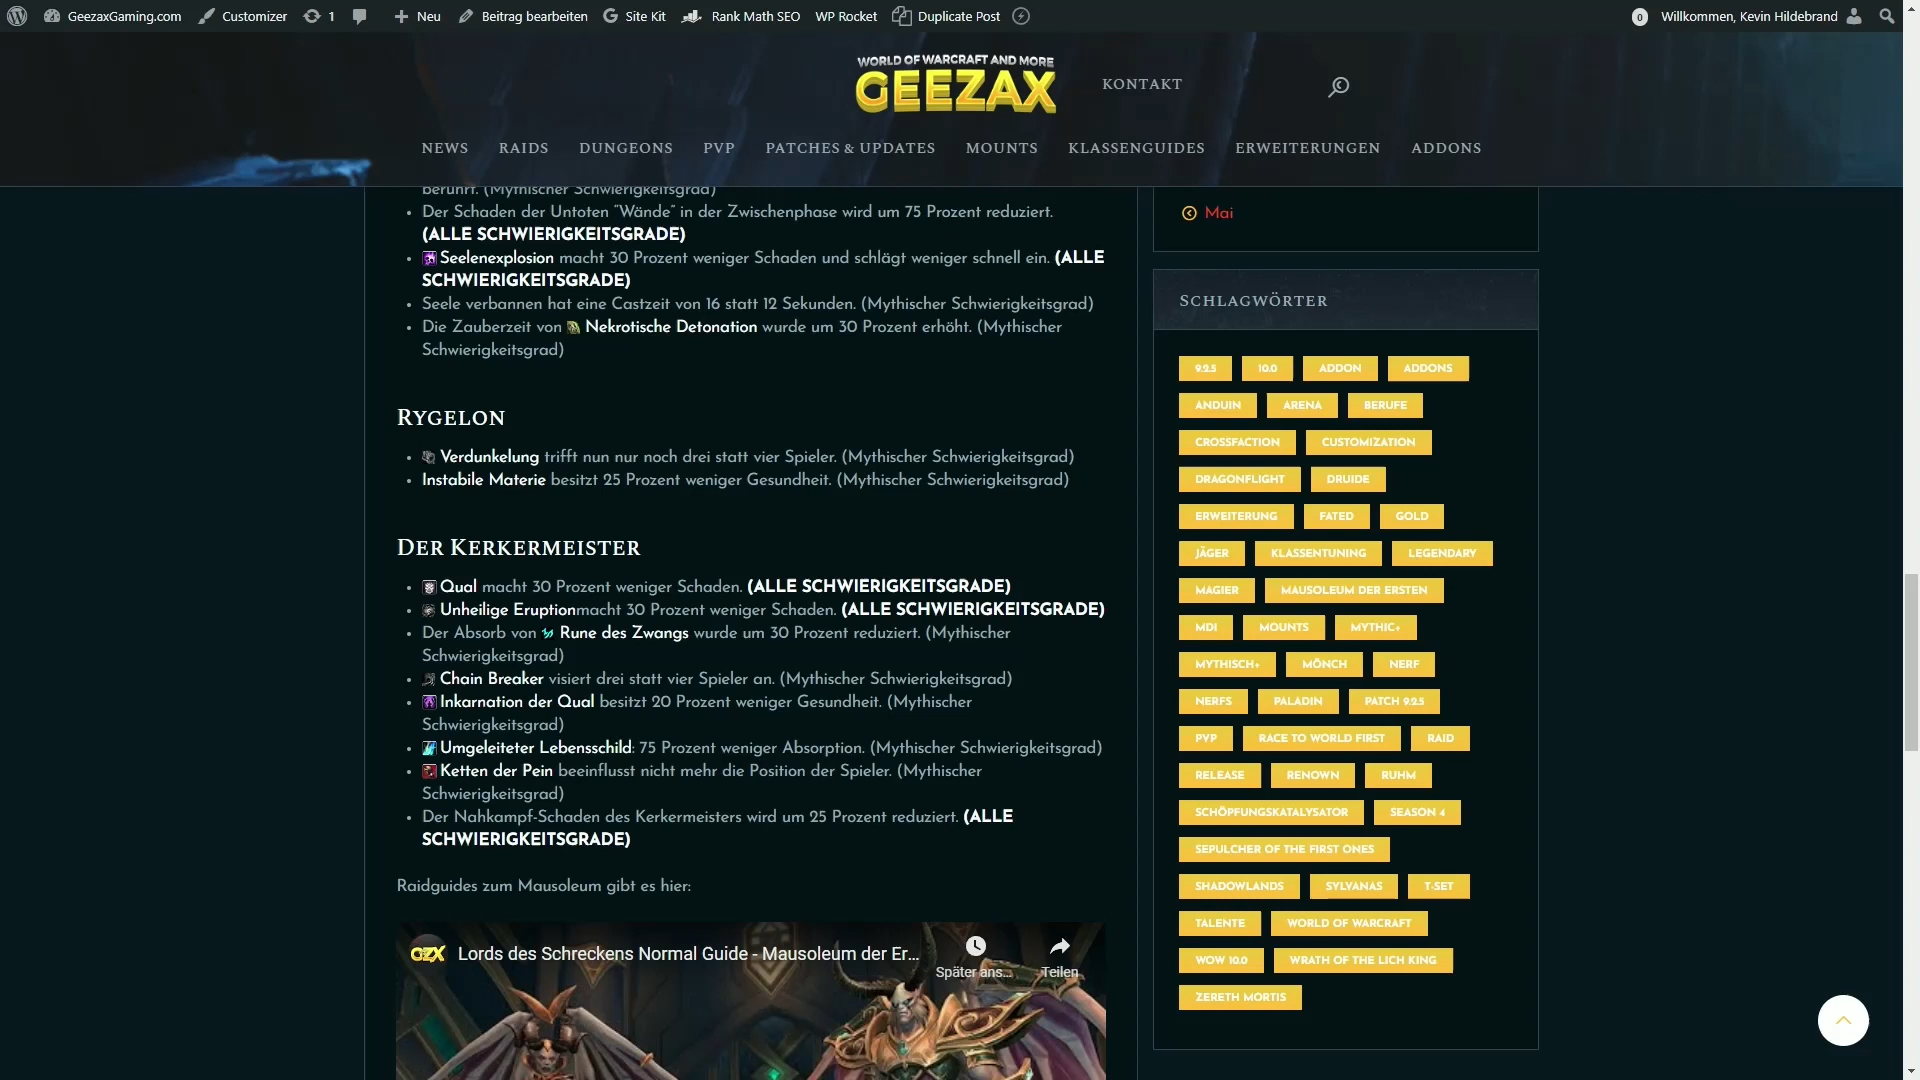 GeezaxGaming.com Customizer 1 Neu Beitrag bearbeiten Site Kit Rank Math SEO WP Rocket Duplicate Post 0 Willkommen, Kevin Hildebrand
WORLD OF WARCRAFT AND MORE
GEEZAX
KONTAKT
NEWS RAIDS DUNGEONS PVP PATCHES & UPDATES MOUNTS KLASSENGUIDES ERWEITERUNGEN ADDONS
berührt. (Mythischer Schwierigkeitsgrad)
Der Schaden der Untoten “Wände” in der Zwischenphase wird um 75 Prozent reduziert.
(ALLE SCHWIERIGKEITSGRADE)
Seelenexplosion macht 30 Prozent weniger Schaden und schlägt weniger schnell ein. (ALLE
SCHWIERIGKEITSGRADE)
Seele verbannen hat eine Castzeit von 16 statt 12 Sekunden. (Mythischer Schwierigkeitsgrad)
Die Zauberzeit von Nekrotische Detonation wurde um 30 Prozent erhöht. (Mythischer
Schwierigkeitsgrad)
RYGELON
Verdunkelung trifft nun nur noch drei statt vier Spieler. (Mythischer Schwierigkeitsgrad)
Instabile Materie besitzt 25 Prozent weniger Gesundheit. (Mythischer Schwierigkeitsgrad)
DER KERKERMEISTER
Qual macht 30 Prozent weniger Schaden. (ALLE SCHWIERIGKEITSGRADE)
Unheilige Eruptionmacht 30 Prozent weniger Schaden. (ALLE SCHWIERIGKEITSGRADE)
Der Absorb von Rune des Zwangs wurde um 30 Prozent reduziert. (Mythischer
Schwierigkeitsgrad)
Chain Breaker visiert drei statt vier Spieler an. (Mythischer Schwierigkeitsgrad)
Inkarnation der Qual besitzt 20 Prozent weniger Gesundheit. (Mythischer
Schwierigkeitsgrad)
Umgeleiteter Lebensschild: 75 Prozent weniger Absorption. (Mythischer Schwierigkeitsgrad)
Ketten der Pein beeinflusst nicht mehr die Position der Spieler. (Mythischer
Schwierigkeitsgrad)
Der Nahkampf-Schaden des Kerkermeisters wird um 25 Prozent reduziert. (ALLE
SCHWIERIGKEITSGRADE)
Raidguides zum Mausoleum gibt es hier:
GZX Lords des Schreckens Normal Guide - Mausoleum der Er...
Später ans... Teilen
Mai
SCHLAGWÖRTER
9.2.5 10.0 ADDON ADDONS
ANDUIN ARENA BERUFE
CROSSFACTION CUSTOMIZATION
DRAGONFLIGHT DRUIDE
ERWEITERUNG FATED GOLD
JÄGER KLASSENTUNING LEGENDARY
MAGIER MAUSOLEUM DER ERSTEN
MDI MOUNTS MYTHIC+
MYTHISCH+ MÖNCH NERF
NERFS PALADIN PATCH 9.2.5
PVP RACE TO WORLD FIRST RAID
RELEASE RENOWN RUHM
SCHÖPFUNGSKATALYSATOR SEASON 4
SEPULCHER OF THE FIRST ONES
SHADOWLANDS SYLVANAS T-SET
TALENTE WORLD OF WARCRAFT
WOW 10.0 WRATH OF THE LICH KING
ZERETH MORTIS